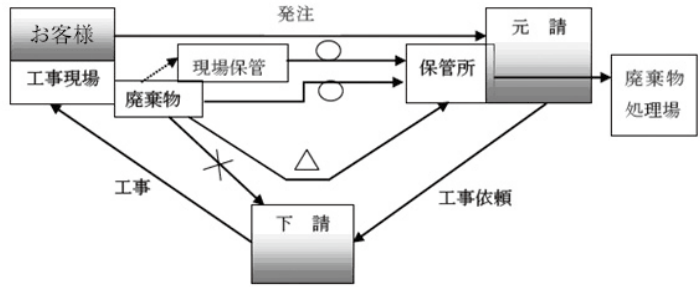 発注
お客様
元　請
工事現場
現場保管
保管所
廃棄物
廃棄物
処理場
工事
工事依頼
下　請